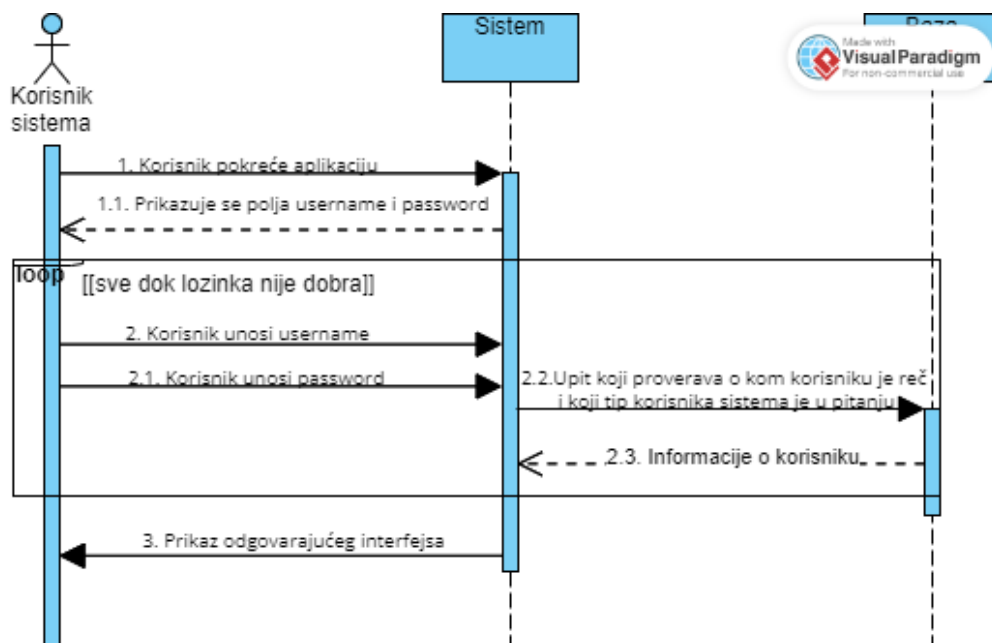 Sistem
Made with
Visual Paradigm
For non-commercial use
Korisnik
sistema
1. Korisnik pokreće aplikaciju
1.1. Prikazuje se polja username i password
loop
[[sve dok lozinka nije dobra]]
2. Korisnik unosi username
2.1. Korisnik unosi password
2.2.Upit koji proverava o kom korisniku je reč
i koji tip korisnika sistema je u pitanju
2.3. Informacije o korisniku
3. Prikaz odgovarajućeg interfejsa